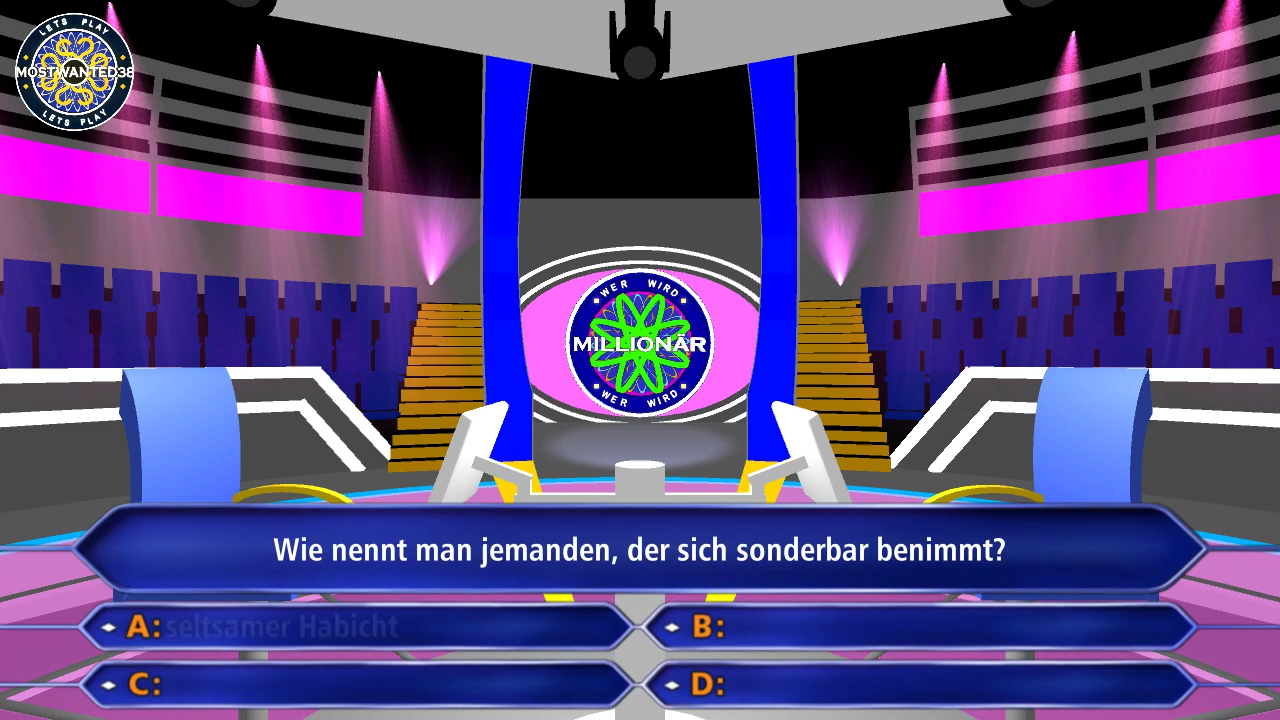 LETS PLAY
MOSTWANTED38
LETS PLAY
WER WIRD
MILLIONÄR
WER WIRD
Wie nennt man jemanden, der sich sonderbar benimmt?
A: seltsamer Habicht
B:
C:
D: